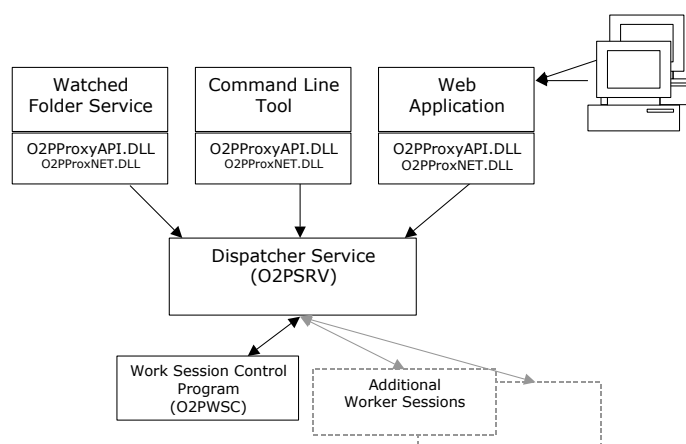 Watched
Folder Service
Command Line
Tool
Web
Application
O2PProxyAPI.DLL
O2PProxNET.DLL
O2PProxyAPI.DLL
O2PProxNET.DLL
O2PProxyAPI.DLL
O2PProxNET.DLL
Dispatcher Service
(O2PSRV)
Work Session Control
Program
(O2PWSC)
Additional
Worker Sessions